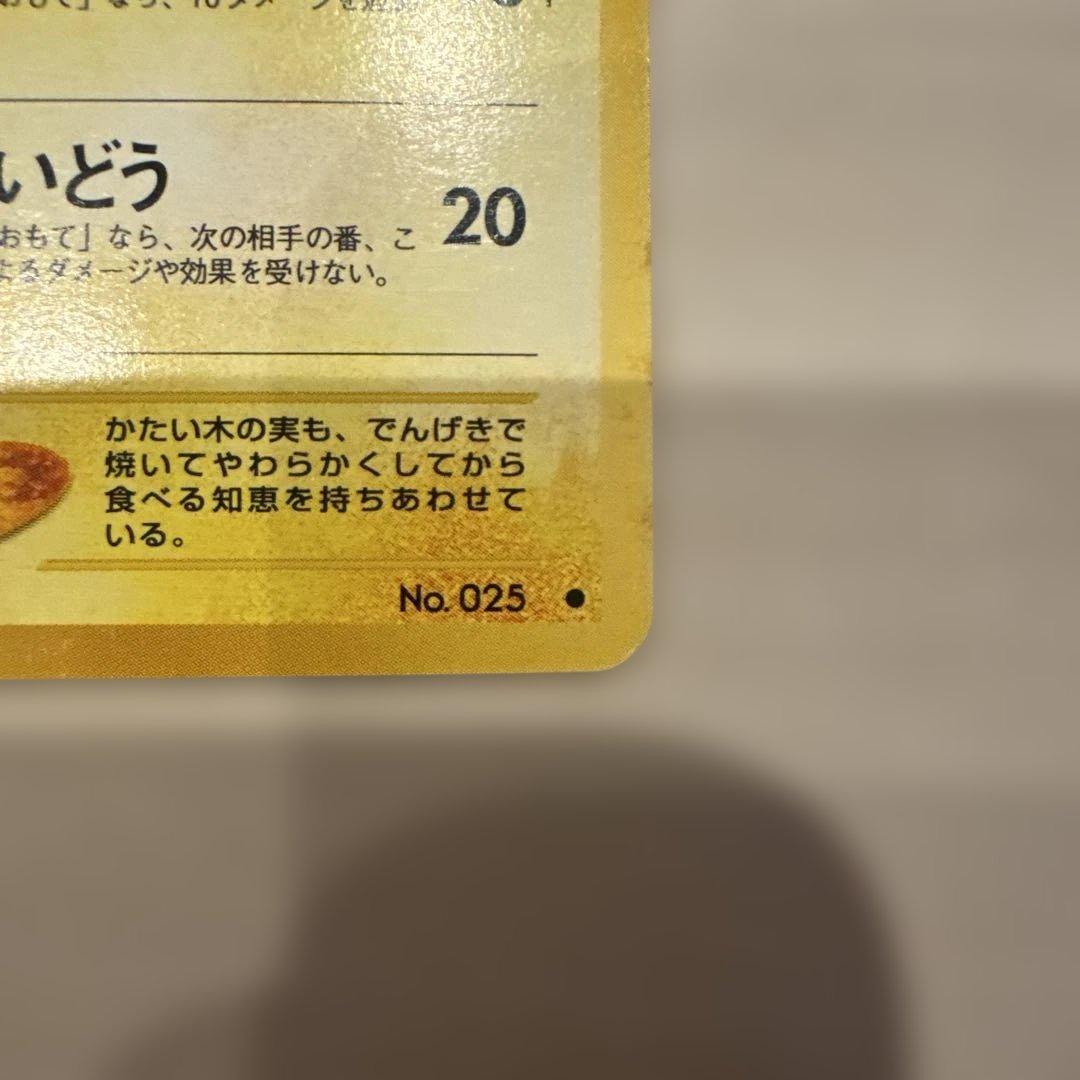 いどう
20
おもて」なら、次の相手の番、こ
よるダメージや効果を受けない。
かたい木の実も、でんげきで
焼いてやわらかくしてから
食べる知恵を持ちあわせて
いる。
No. 025 ●